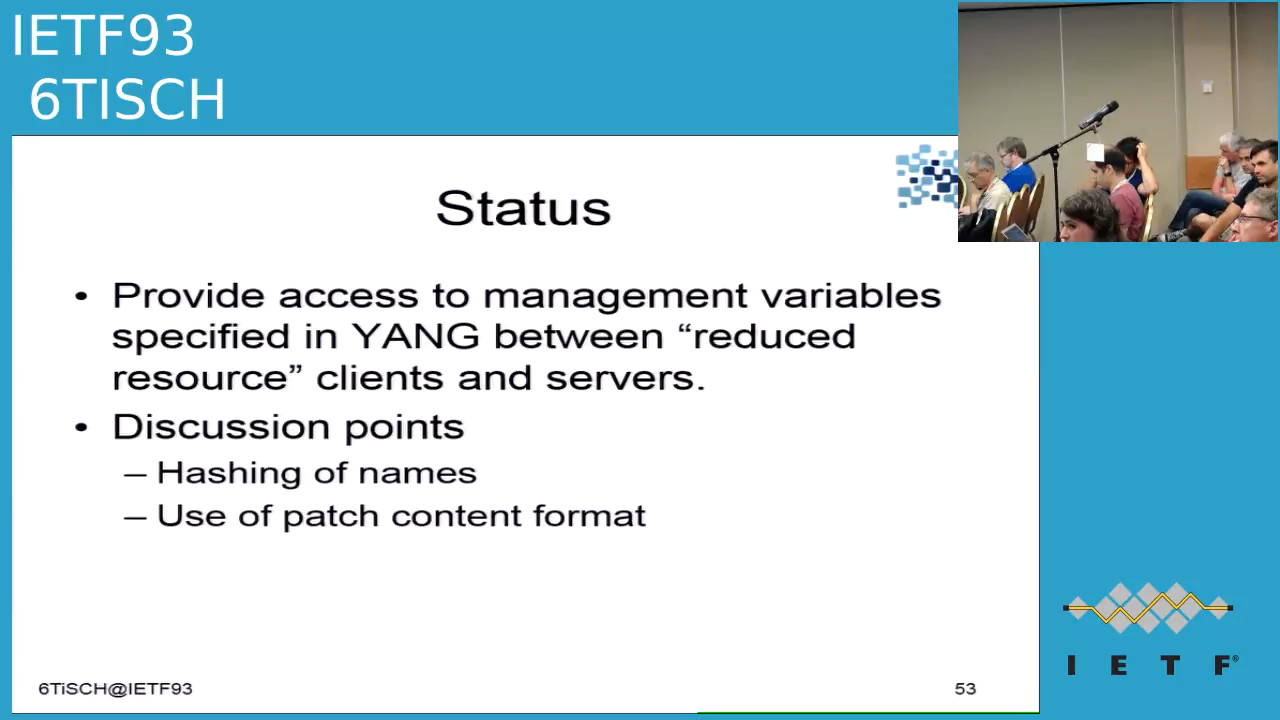 IETF93
6TISCH
Status
• Provide access to management variables
specified in YANG between “reduced
resource” clients and servers.
• Discussion points
– Hashing of names
– Use of patch content format
6TiSCH@IETF93
53
I E T F®